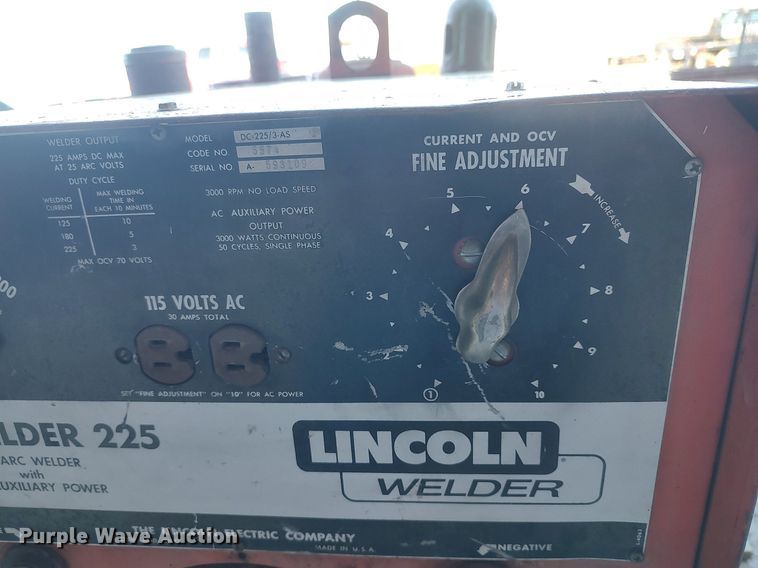 WELDER OUTPUT
225 AMPS DC MAX
AT 25 ARC VOLTS
DUTY CYCLE
WELDING CURRENT
MAX WELDING TIME IN EACH 10 MINUTES
125 10
180 5
225 3
MAX OCV 70 VOLTS
MODEL DC-225/3-AS
CODE NO.
SERIAL NO. A-
3000 RPM NO LOAD SPEED
AC AUXILIARY POWER
OUTPUT
3000 WATTS CONTINUOUS
50 CYCLES, SINGLE PHASE
115 VOLTS AC
30 AMPS TOTAL
SET "FINE ADJUSTMENT" ON "10" FOR AC POWER
CURRENT AND OCV
FINE ADJUSTMENT
INCREASE
1
2
3
4
5
6
7
8
9
10
LDER 225
ARC WELDER
with
UXILIARY POWER
LINCOLN
WELDER
THE LINCOLN ELECTRIC COMPANY
MADE IN U.S.A.
NEGATIVE
Purple Wave Auction